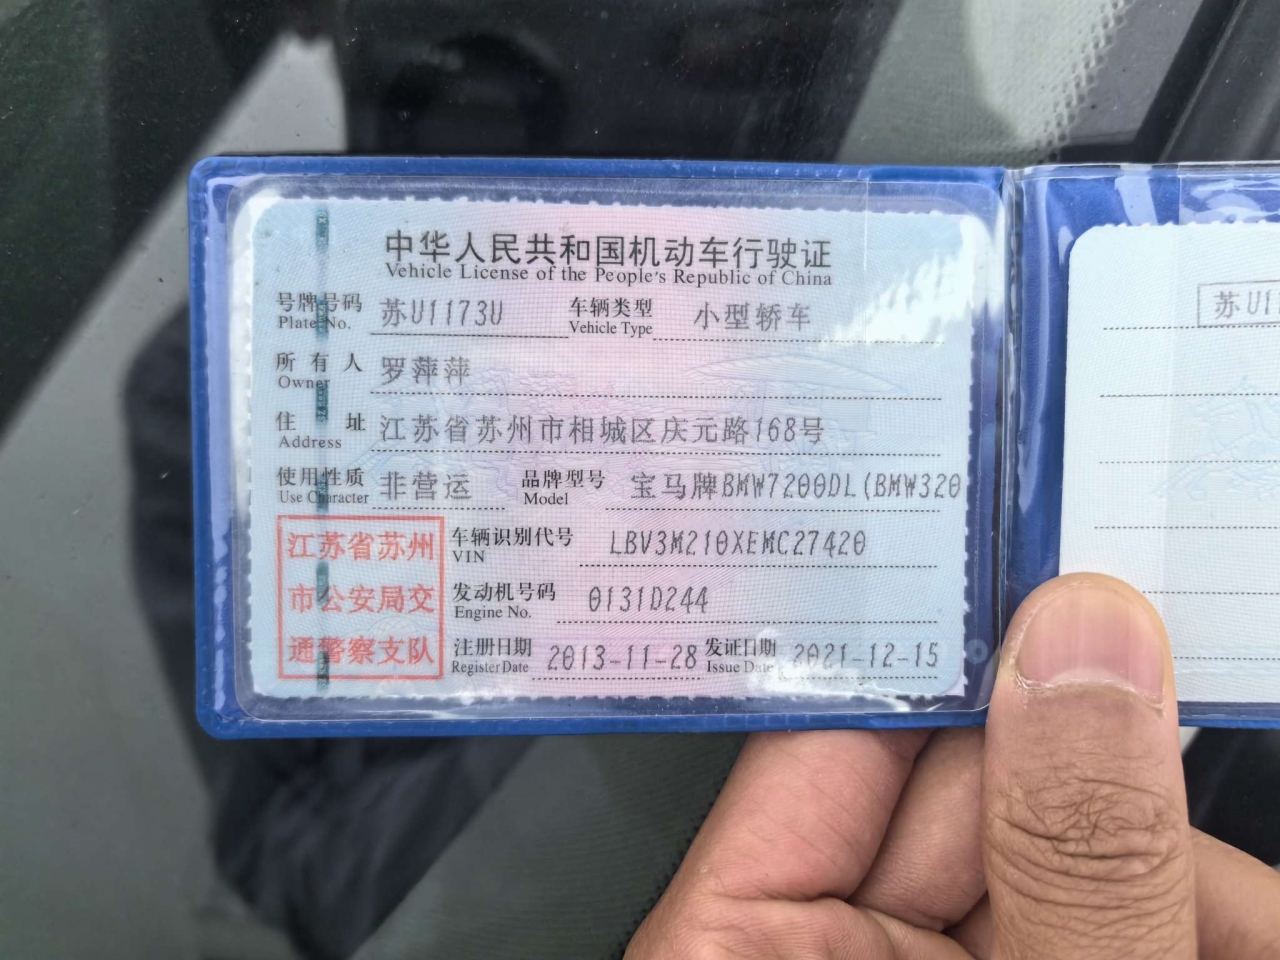 中华人民共和国机动车行驶证
Vehicle License of the People's Republic of China
号牌号码 苏U1173U 车辆类型 小型轿车
Plate No. Vehicle Type
所有人 罗萍萍
Owner
住址 江苏省苏州市相城区庆元路168号
Address
使用性质 非营运 品牌型号 宝马牌BMW7200DL(BMW320
Use Character Model
江苏省苏州
市公安局交
通警察支队
车辆识别代号 LBV3M210XEMC27420
VIN
发动机号码 0131D244
Engine No.
注册日期 2013-11-28 发证日期 2021-12-15
Register Date Issue Date
苏U11